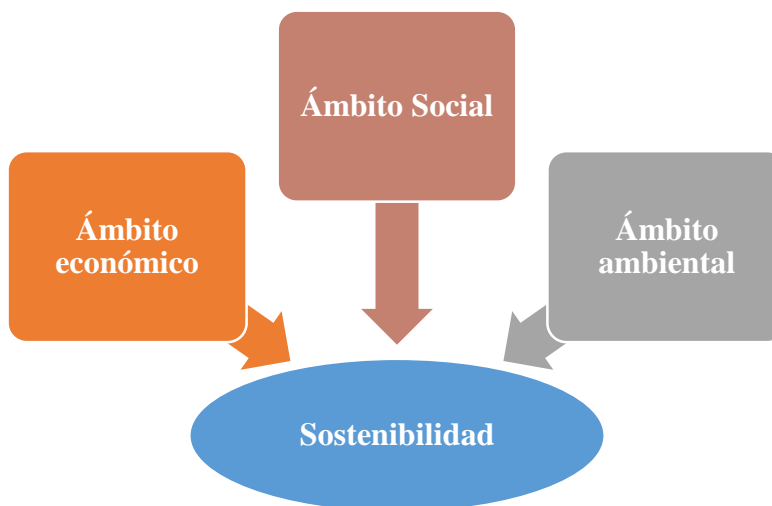 Ámbito Social
Ámbito
económico
Ámbito
ambiental
Sostenibilidad